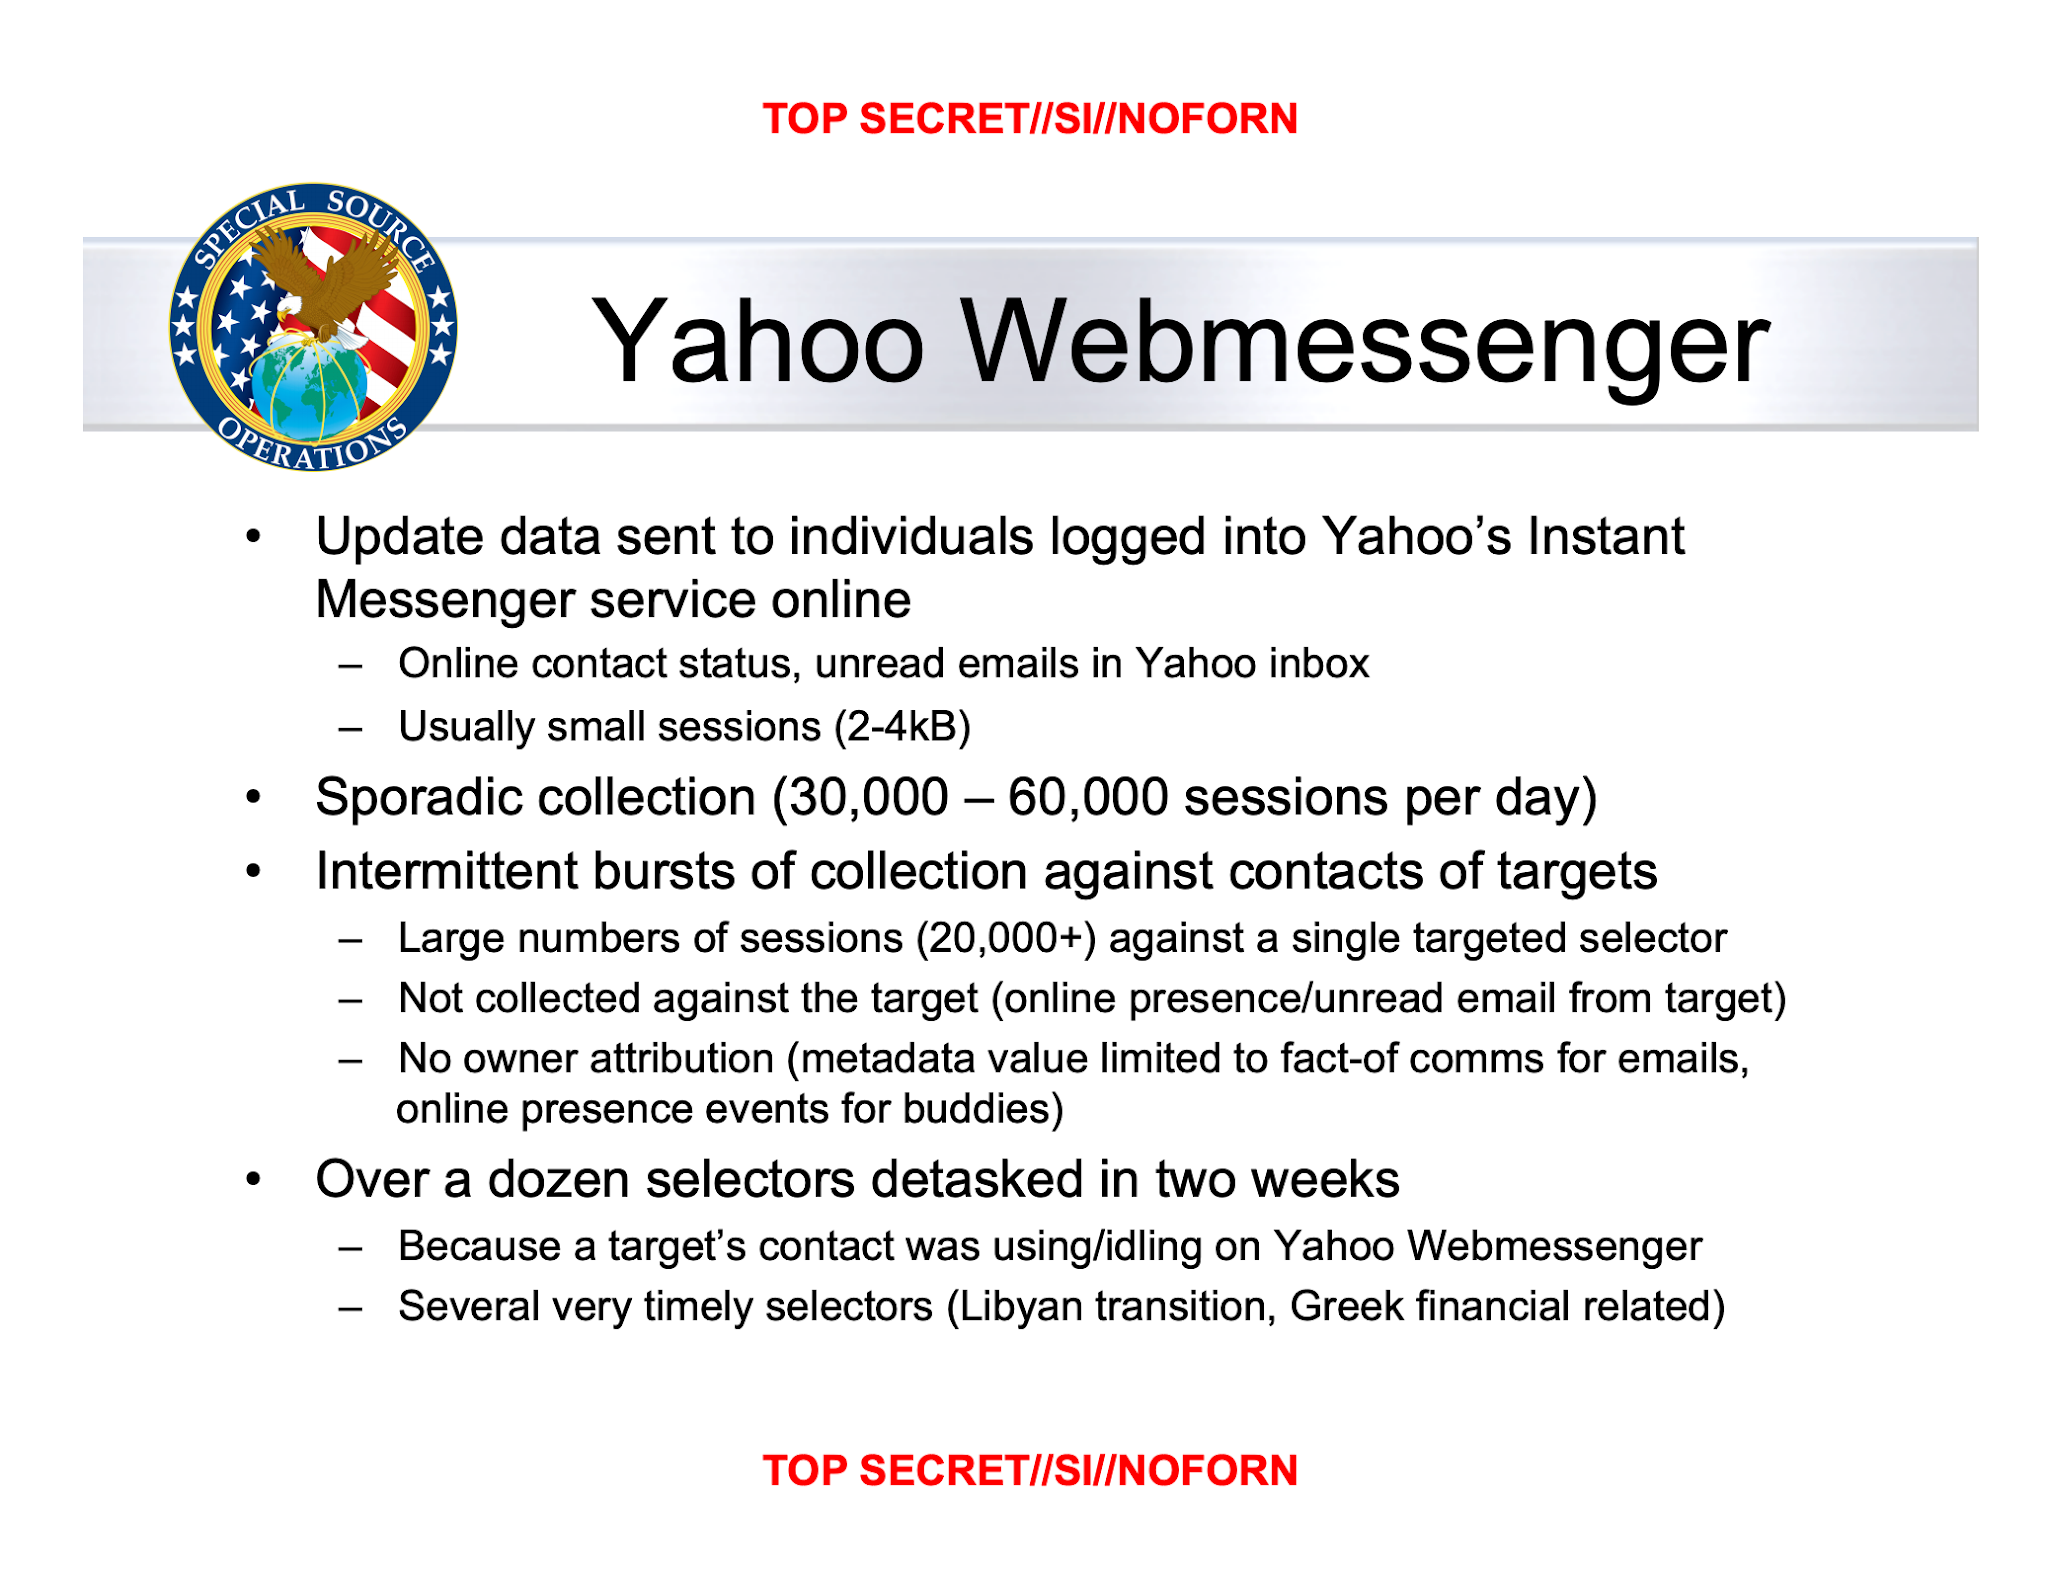 TOP SECRET//SI//NOFORN
SPECIAL SOURCE
OPERATIONS
Yahoo Webmessenger
• Update data sent to individuals logged into Yahoo’s Instant
Messenger service online
– Online contact status, unread emails in Yahoo inbox
– Usually small sessions (2-4kB)
• Sporadic collection (30,000 – 60,000 sessions per day)
• Intermittent bursts of collection against contacts of targets
– Large numbers of sessions (20,000+) against a single targeted selector
– Not collected against the target (online presence/unread email from target)
– No owner attribution (metadata value limited to fact-of comms for emails,
online presence events for buddies)
• Over a dozen selectors detasked in two weeks
– Because a target’s contact was using/idling on Yahoo Webmessenger
– Several very timely selectors (Libyan transition, Greek financial related)
TOP SECRET//SI//NOFORN